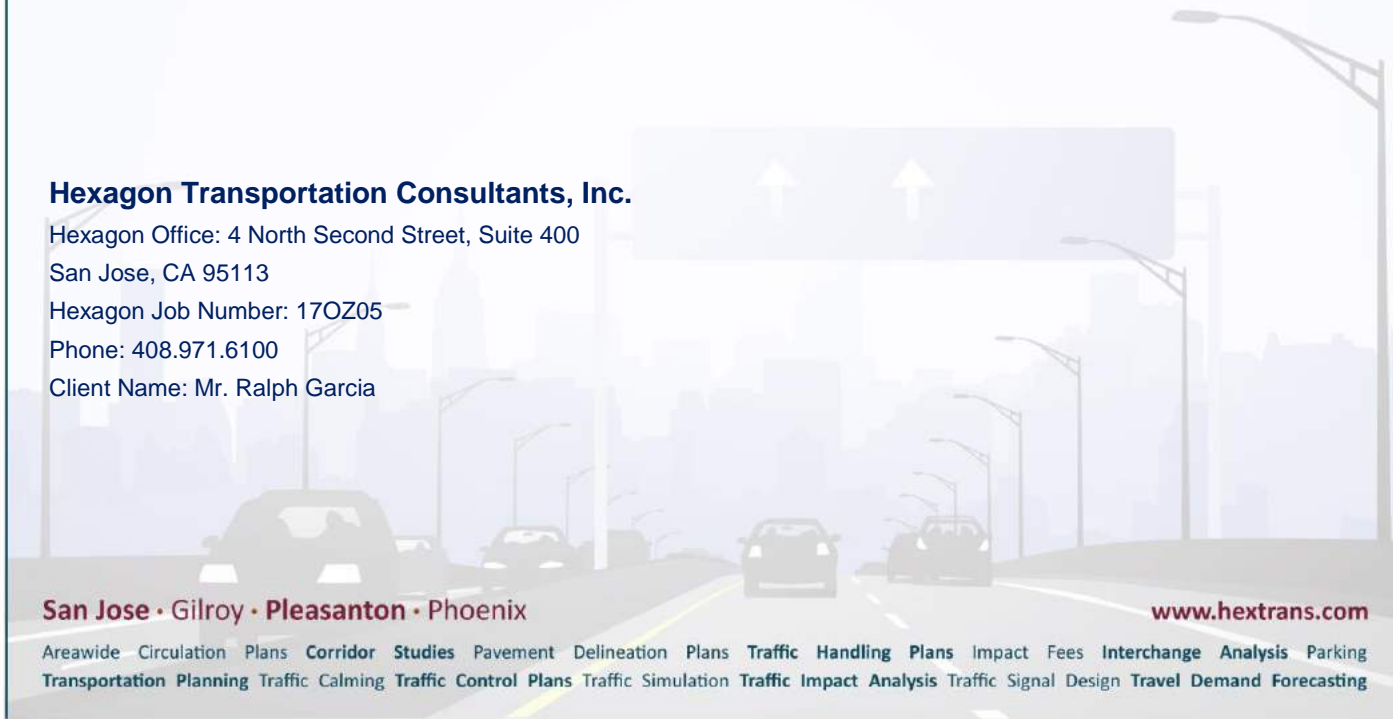 Hexagon Transportation Consultants, Inc.
Hexagon Office: 4 North Second Street, Suite 400
San Jose, CA 95113
Hexagon Job Number: 17OZ05
Phone: 408.971.6100
Client Name: Mr. Ralph Garcia
San Jose · Gilroy · Pleasanton · Phoenix
www.hextrans.com
Areawide Circulation Plans Corridor Studies Pavement Delineation Plans Traffic Handling Plans Impact Fees Interchange Analysis Parking
Transportation Planning Traffic Calming Traffic Control Plans Traffic Simulation Traffic Impact Analysis Traffic Signal Design Travel Demand Forecasting